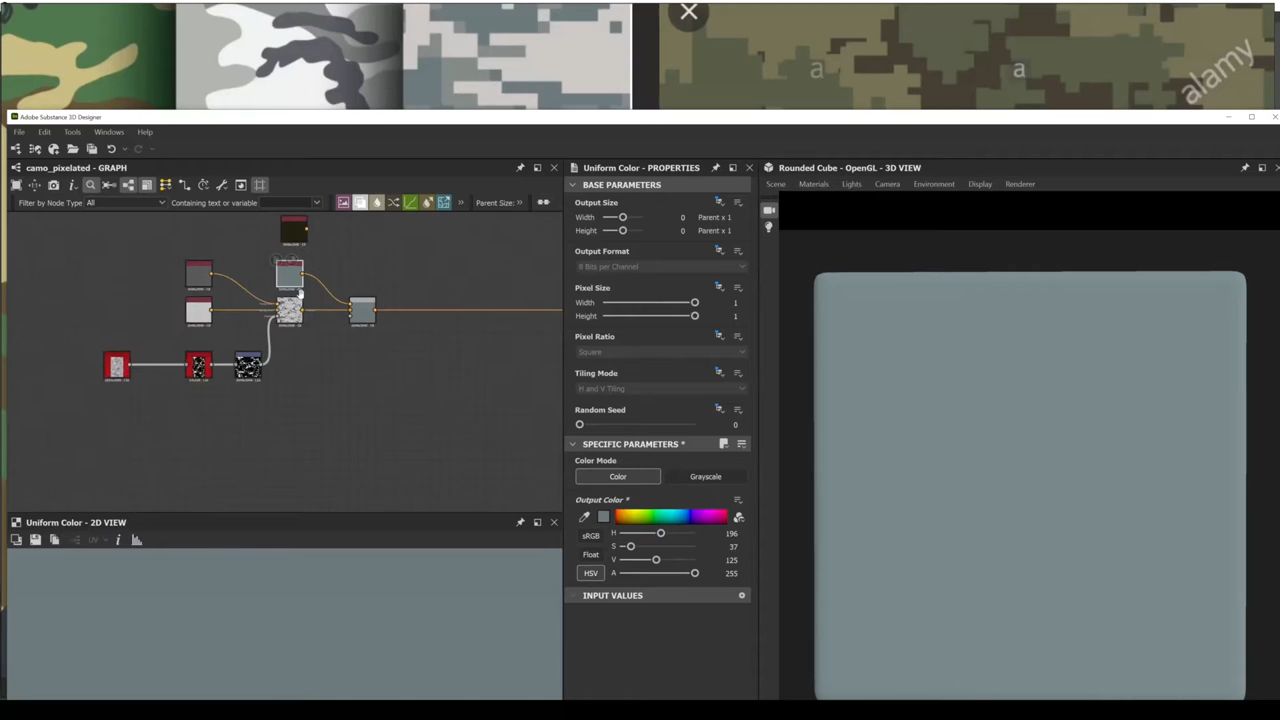 a
a
alamy
Adobe Substance 3D Designer
File Edit Tools Windows Help
camo_pixelated - GRAPH
Filter by Node Type All
Containing text or variable
Parent Size:
Uniform Color - PROPERTIES
BASE PARAMETERS
Output Size
Width 0 Parent x 1
Height 0 Parent x 1
Output Format
8 Bits per Channel
Pixel Size
Width 1
Height 1
Pixel Ratio
Square
Tiling Mode
H and V Tiling
Random Seed
0
SPECIFIC PARAMETERS *
Color Mode
Color Grayscale
Output Color *
sRGB
Float
HSV
H 196
S 37
V 125
A 255
INPUT VALUES
Rounded Cube - OpenGL - 3D VIEW
Scene Materials Lights Camera Environment Display Renderer
Uniform Color - 2D VIEW
UV